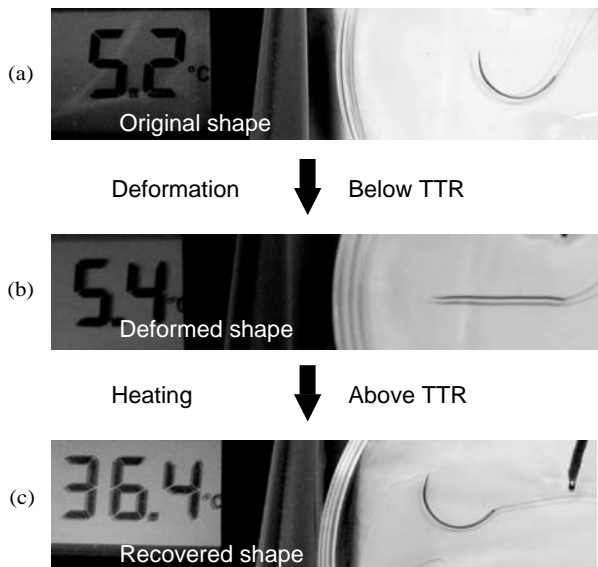 (a)
5.2 °C
Original shape
Deformation Below TTR
(b)
5.4 °C
Deformed shape
Heating Above TTR
(c)
36.4 °C
Recovered shape